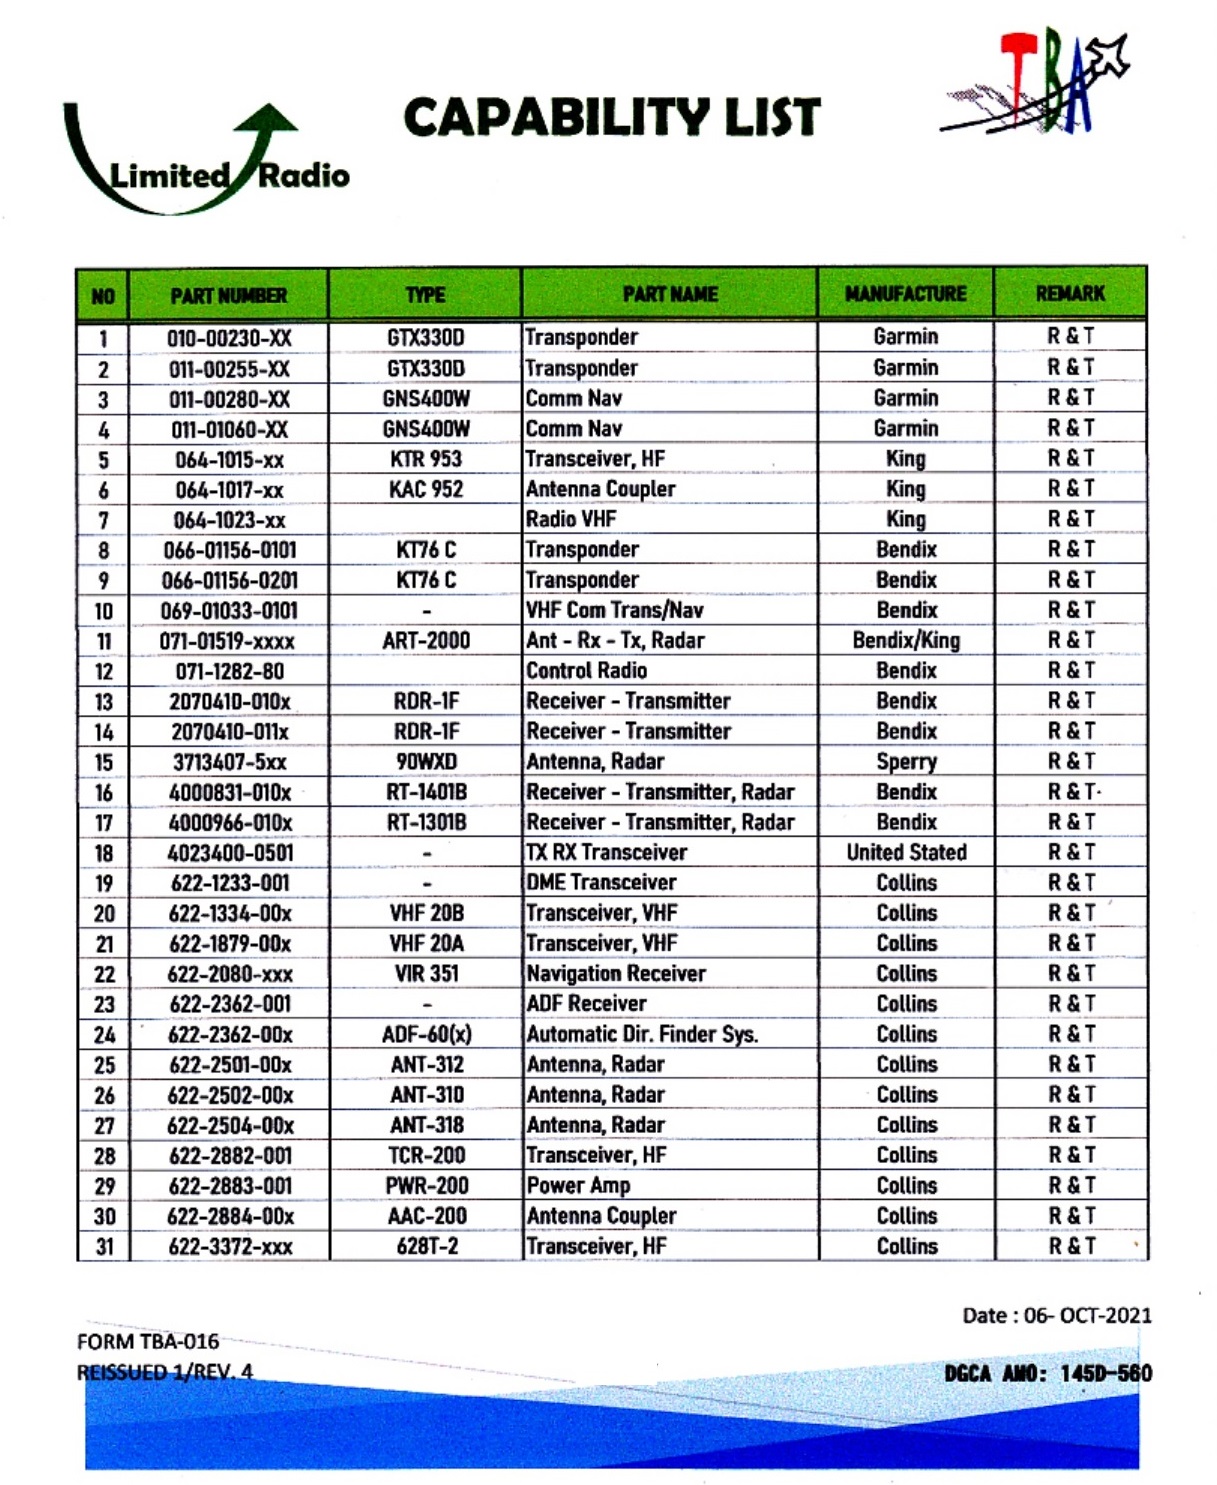 TBA
CAPABILITY LIST
Limited Radio
NO PART NUMBER TYPE PART NAME MANUFACTURE REMARK
1 010-00230-XX GTX330D Transponder Garmin R & T
2 011-00255-XX GTX330D Transponder Garmin R & T
3 011-00280-XX GNS400W Comm Nav Garmin R & T
4 011-01060-XX GNS400W Comm Nav Garmin R & T
5 064-1015-xx KTR 953 Transceiver, HF King R & T
6 064-1017-xx KAC 952 Antenna Coupler King R & T
7 064-1023-xx Radio VHF King R & T
8 066-01156-0101 KT76 C Transponder Bendix R & T
9 066-01156-0201 KT76 C Transponder Bendix R & T
10 069-01033-0101 - VHF Com Trans/Nav Bendix R & T
11 071-01519-xxxx ART-2000 Ant - Rx - Tx, Radar Bendix/King R & T
12 071-1282-80 Control Radio Bendix R & T
13 2070410-010x RDR-1F Receiver - Transmitter Bendix R & T
14 2070410-011x RDR-1F Receiver - Transmitter Bendix R & T
15 3713407-5xx 90WXD Antenna, Radar Sperry R & T
16 4000831-010x RT-1401B Receiver - Transmitter, Radar Bendix R & T
17 4000966-010x RT-1301B Receiver - Transmitter, Radar Bendix R & T
18 4023400-0501 - TX RX Transceiver United Stated R & T
19 622-1233-001 - DME Transceiver Collins R & T
20 622-1334-00x VHF 20B Transceiver, VHF Collins R & T
21 622-1879-00x VHF 20A Transceiver, VHF Collins R & T
22 622-2080-xxx VIR 351 Navigation Receiver Collins R & T
23 622-2362-001 - ADF Receiver Collins R & T
24 622-2362-00x ADF-60(x) Automatic Dir. Finder Sys. Collins R & T
25 622-2501-00x ANT-312 Antenna, Radar Collins R & T
26 622-2502-00x ANT-310 Antenna, Radar Collins R & T
27 622-2504-00x ANT-318 Antenna, Radar Collins R & T
28 622-2882-001 TCR-200 Transceiver, HF Collins R & T
29 622-2883-001 PWR-200 Power Amp Collins R & T
30 622-2884-00x AAC-200 Antenna Coupler Collins R & T
31 622-3372-xxx 628T-2 Transceiver, HF Collins R & T
Date : 06- OCT-2021
FORM TBA-016
REISSUED 1/REV. 4
DGCA AMO: 145D-560